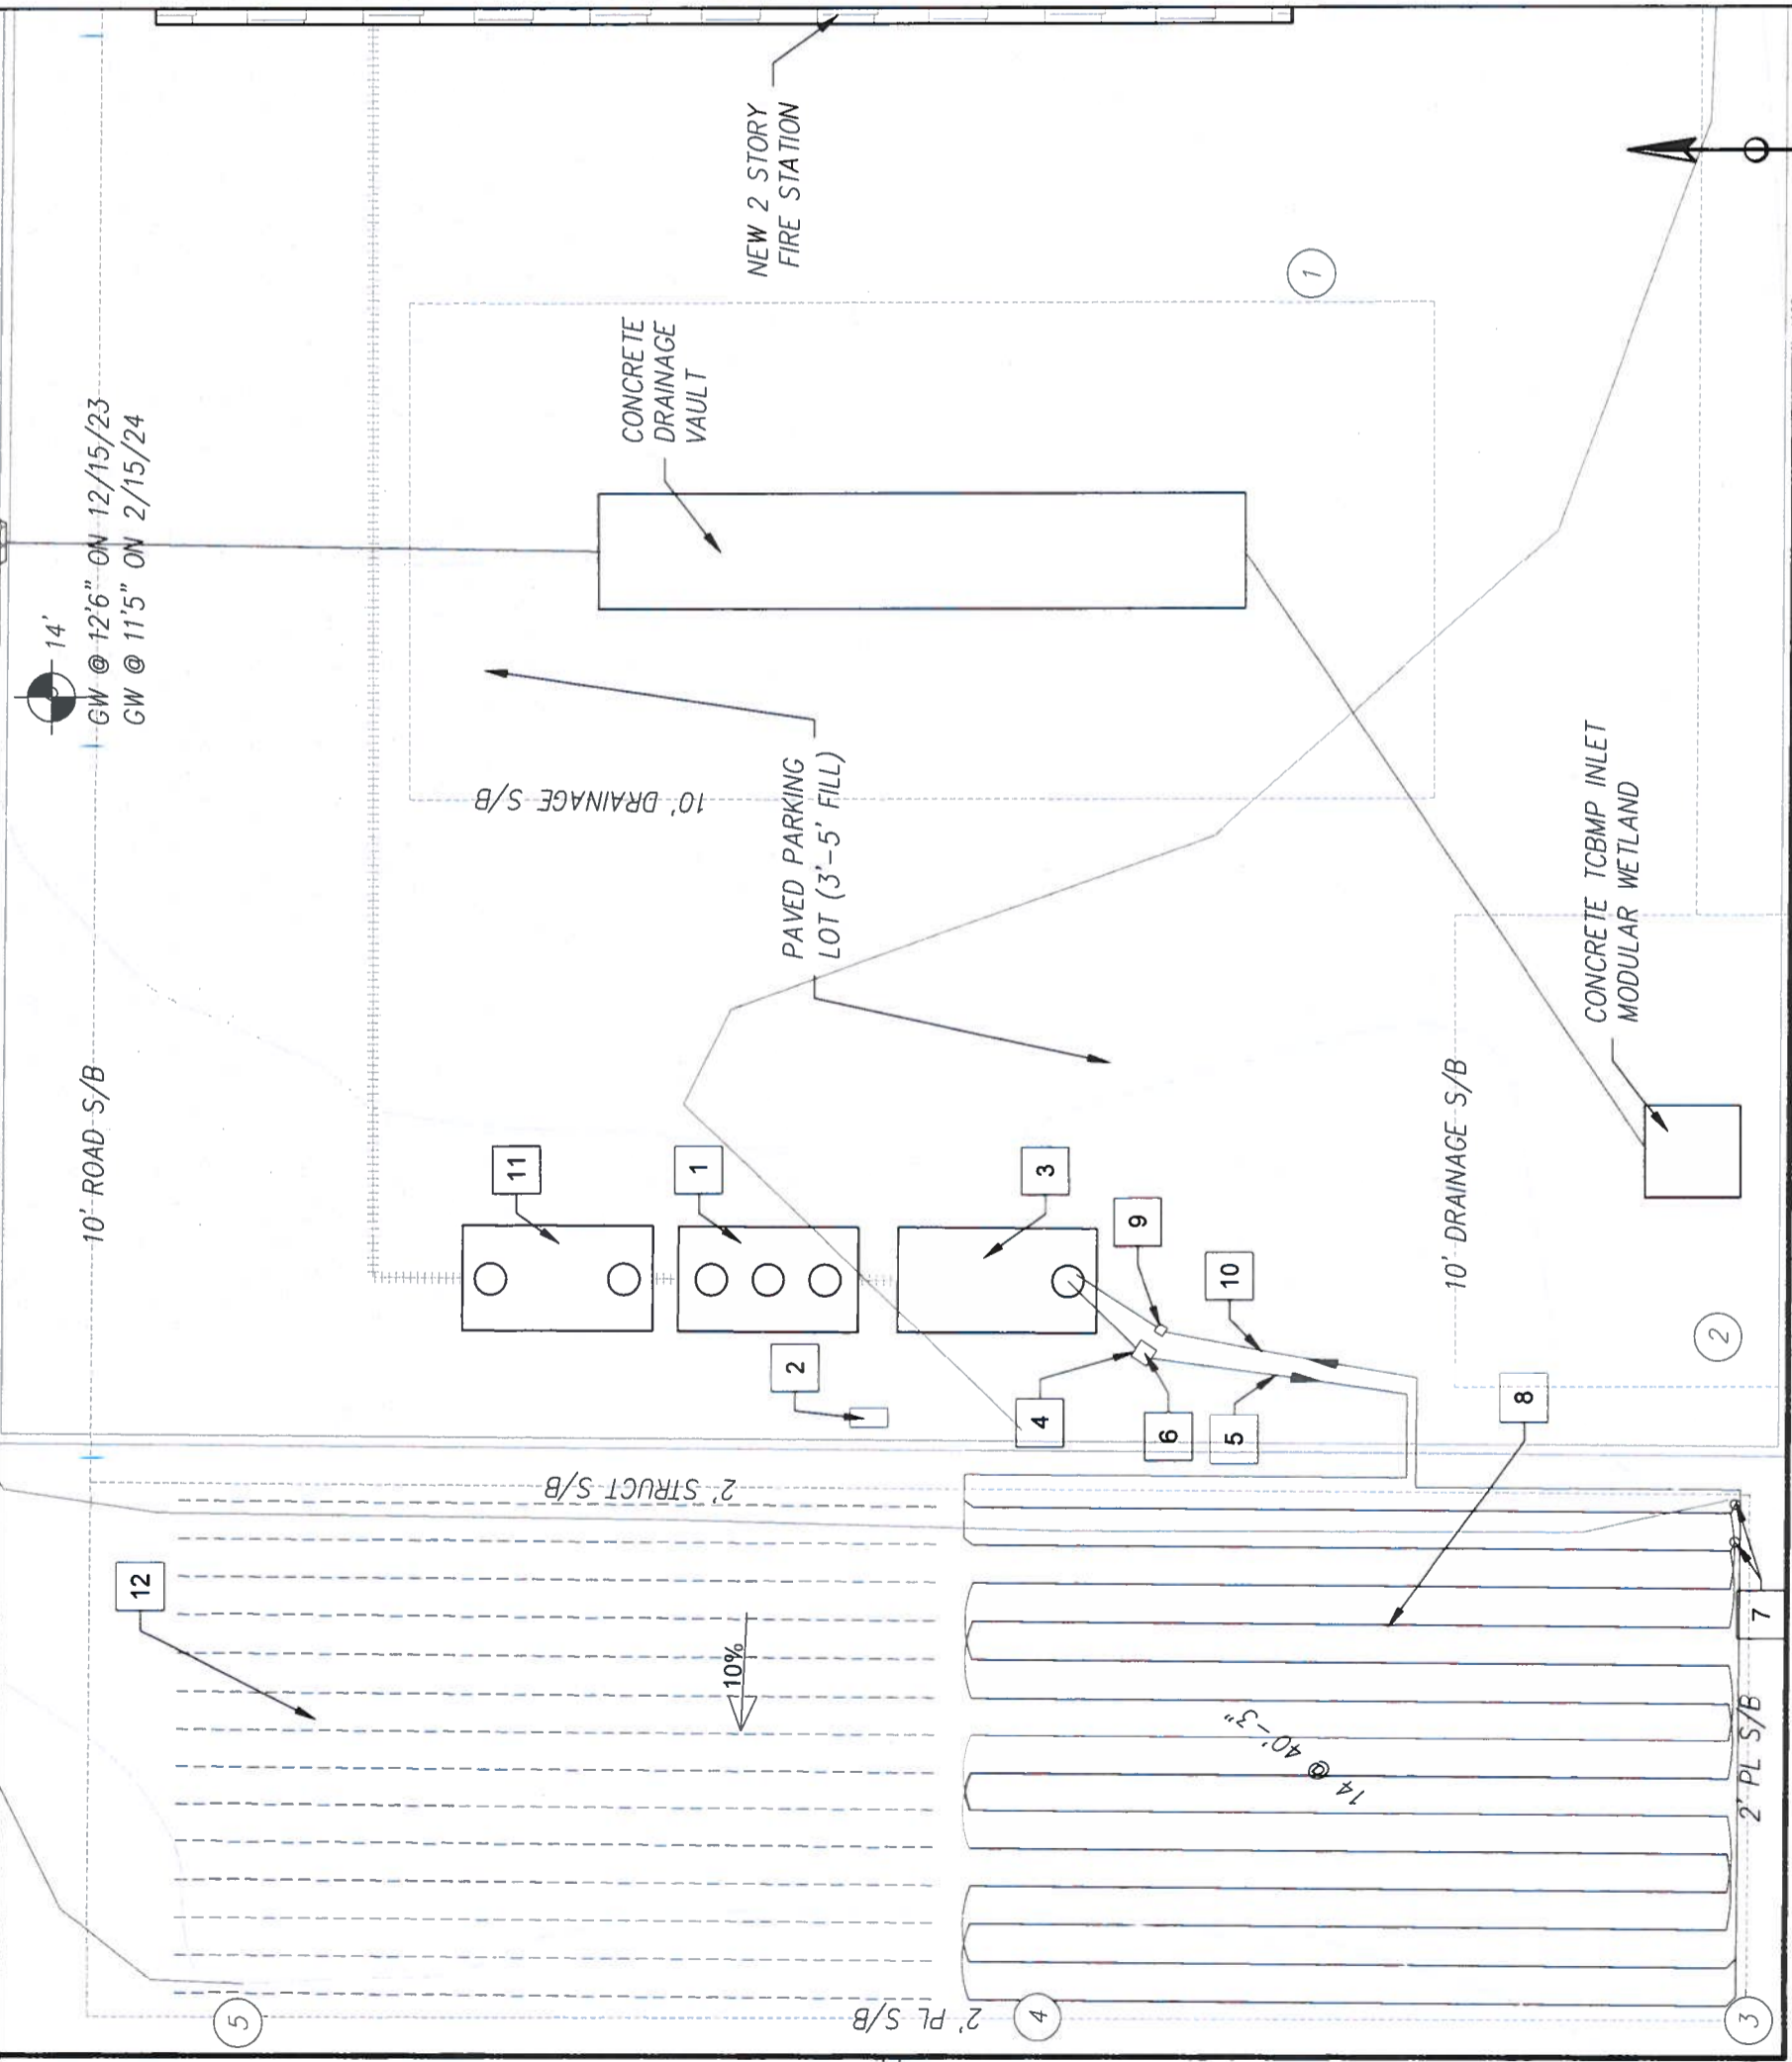 NEW 2 STORY
FIRE STATION
14'
GW @ 12'6" ON 12/15/23
GW @ 11'5" ON 2/15/24
1
CONCRETE
DRAINAGE
VAULT
10' DRAINAGE S/B
PAVED PARKING
LOT (3'-5' FILL)
CONCRETE TCBMP INLET
MODULAR WETLAND
10' ROAD S/B
11
1
3
9
10
10' DRAINAGE S/B
2
2
4
6
5
8
2' STRUCT S/B
12
10%
7
14 @ 40'-3"
2' PL S/B
2' PL S/B
5
4
3